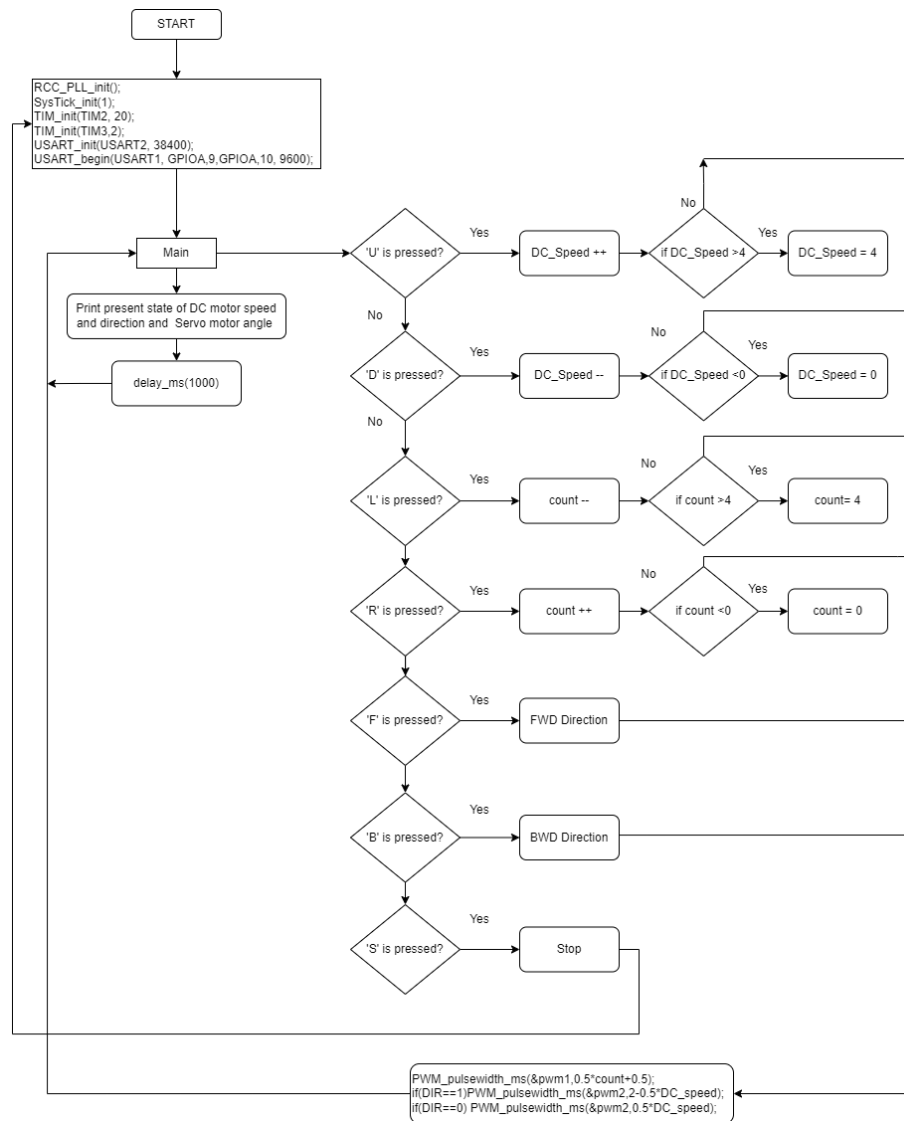 START
RCC_PLL_init();
SysTick_init(1);
TIM_init(TIM2, 20);
TIM_init(TIM3,2);
USART_init(USART2, 38400);
USART_begin(USART1, GPIOA,9,GPIOA,10, 9600);
Main
Print present state of DC motor speed
and direction and Servo motor angle
delay_ms(1000)
'U' is pressed?
Yes
DC_Speed ++
if DC_Speed >4
No
Yes
DC_Speed = 4
No
'D' is pressed?
Yes
DC_Speed --
if DC_Speed <0
No
Yes
DC_Speed = 0
No
'L' is pressed?
Yes
count --
if count >4
No
Yes
count= 4
'R' is pressed?
Yes
count ++
if count <0
No
Yes
count = 0
'F' is pressed?
Yes
FWD Direction
'B' is pressed?
Yes
BWD Direction
'S' is pressed?
Yes
Stop
PWM_pulsewidth_ms(&pwm1,0.5*count+0.5);
if(DIR==1)PWM_pulsewidth_ms(&pwm2,2-0.5*DC_speed);
if(DIR==0) PWM_pulsewidth_ms(&pwm2,0.5*DC_speed);